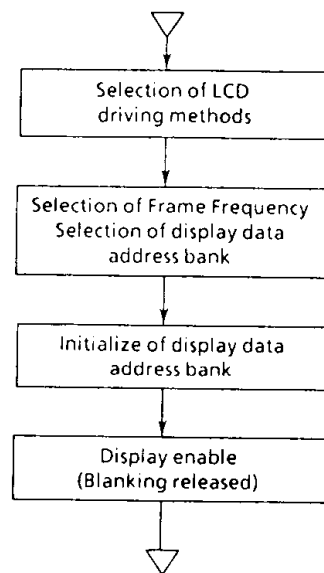 Selection of LCD
driving methods
Selection of Frame Frequency
Selection of display data
address bank
Initialize of display data
address bank
Display enable
(Blanking released)